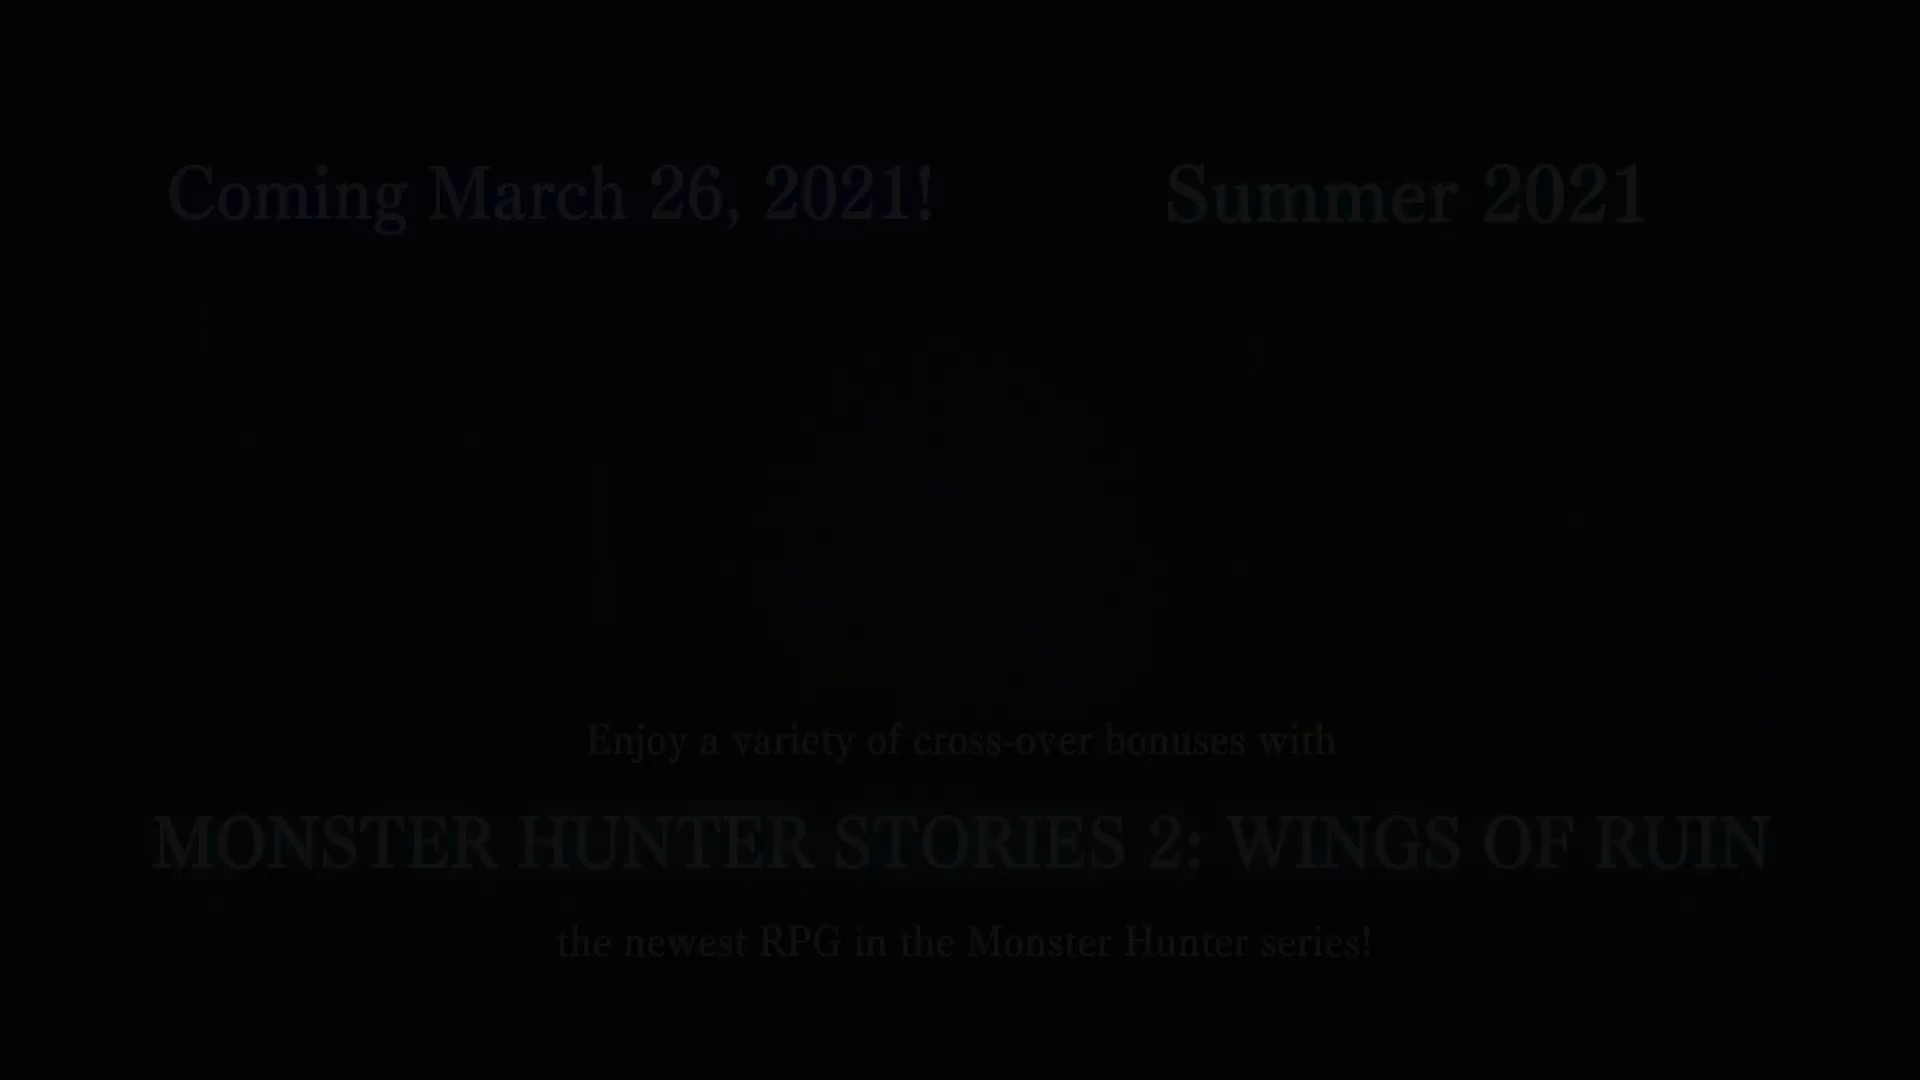 Coming March 26, 2021!
Summer 2021
Enjoy a variety of cross-over bonuses with
MONSTER HUNTER STORIES 2: WINGS OF RUIN
the newest RPG in the Monster Hunter series!